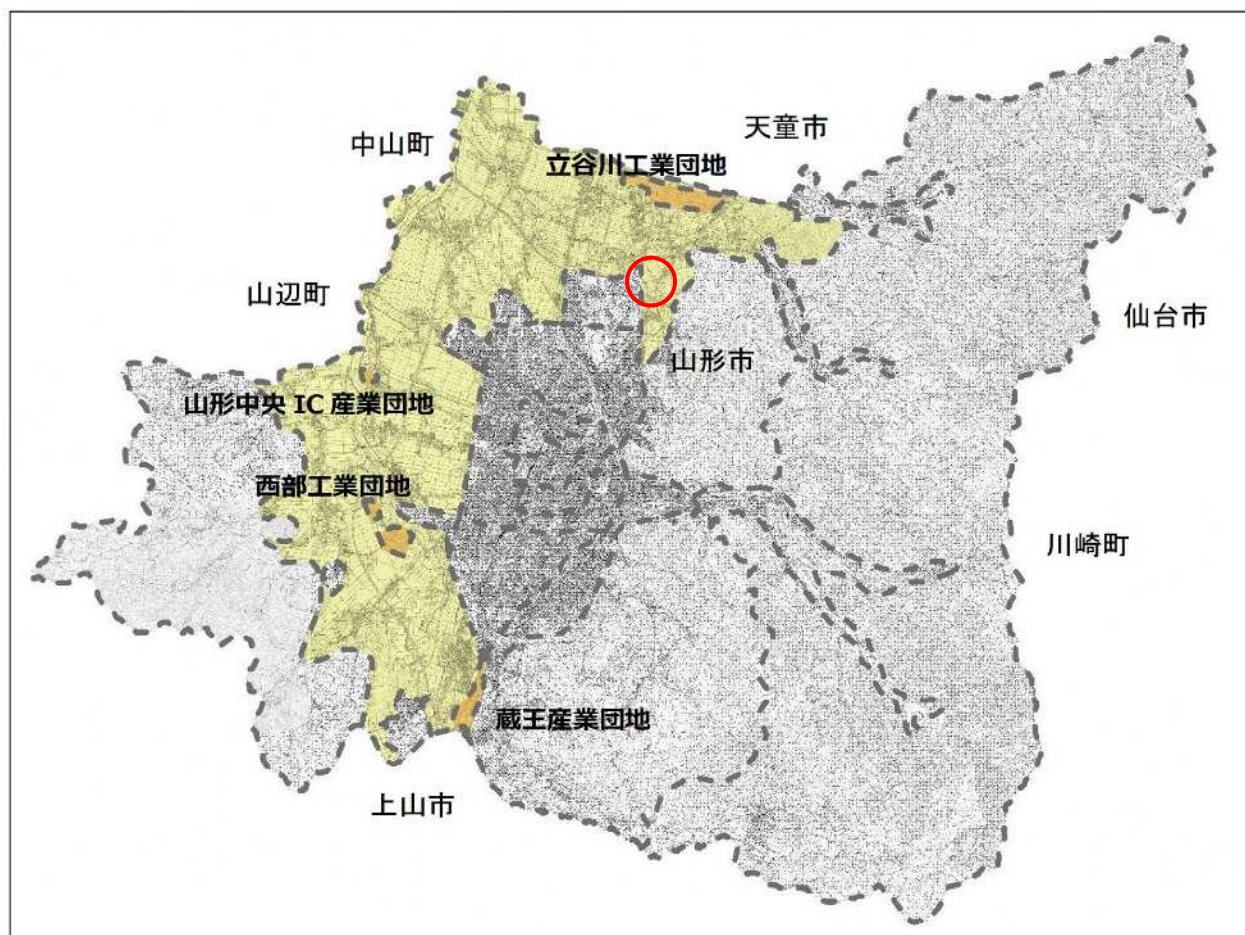 天童市
中山町
立谷川工業団地
山辺町
仙台市
山形市
山形中央 IC 産業団地
西部工業団地
川崎町
蔵王産業団地
上山市